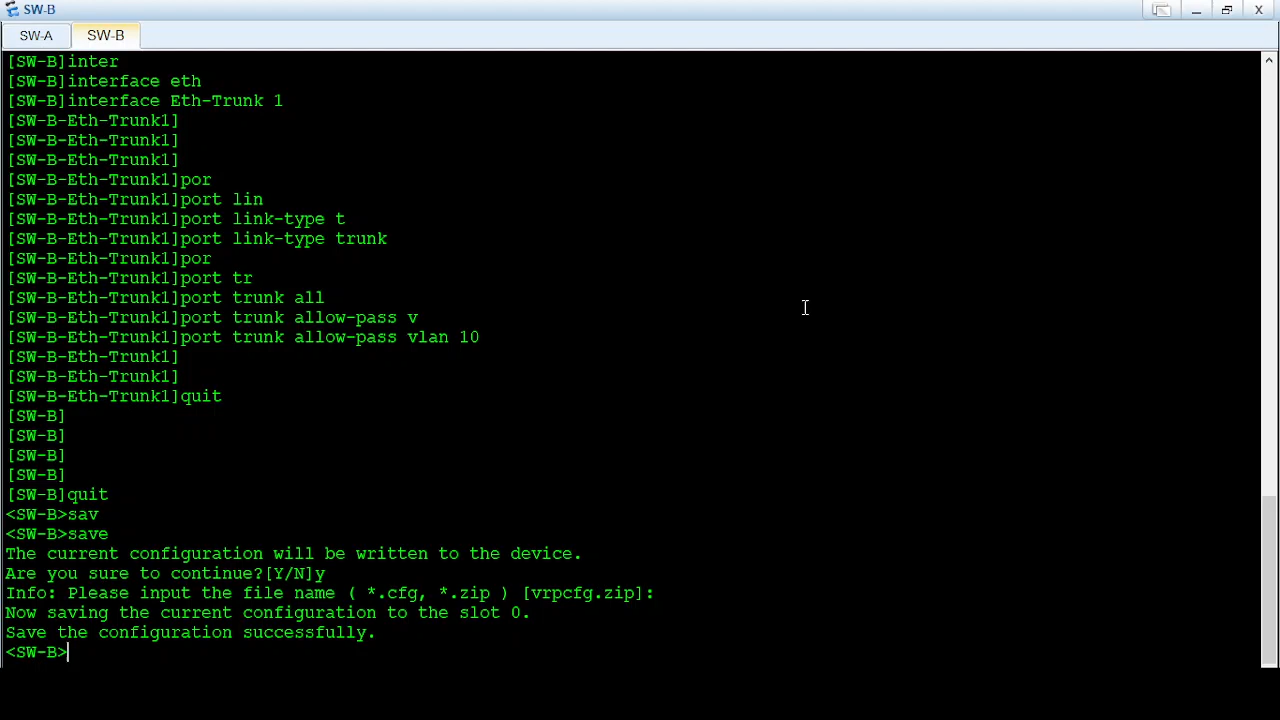 SW-B
SW-A
SW-B
[SW-B]inter
[SW-B]interface eth
[SW-B]interface Eth-Trunk 1
[SW-B-Eth-Trunk1]
[SW-B-Eth-Trunk1]
[SW-B-Eth-Trunk1]
[SW-B-Eth-Trunk1]por
[SW-B-Eth-Trunk1]port lin
[SW-B-Eth-Trunk1]port link-type t
[SW-B-Eth-Trunk1]port link-type trunk
[SW-B-Eth-Trunk1]por
[SW-B-Eth-Trunk1]port tr
[SW-B-Eth-Trunk1]port trunk all
[SW-B-Eth-Trunk1]port trunk allow-pass v
[SW-B-Eth-Trunk1]port trunk allow-pass vlan 10
[SW-B-Eth-Trunk1]
[SW-B-Eth-Trunk1]
[SW-B-Eth-Trunk1]quit
[SW-B]
[SW-B]
[SW-B]
[SW-B]
[SW-B]quit
<SW-B>sav
<SW-B>save
The current configuration will be written to the device.
Are you sure to continue?[Y/N]y
Info: Please input the file name ( *.cfg, *.zip ) [vrpcfg.zip]:
Now saving the current configuration to the slot 0.
Save the configuration successfully.
<SW-B>